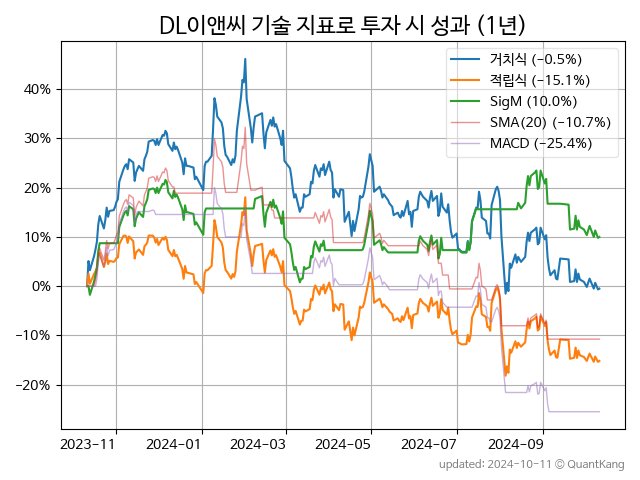 DL이앤씨 기술 지표로 투자 시 성과 (1년)
거치식 (−0.5%)
적립식 (−15.1%)
SigM (10.0%)
SMA(20) (−10.7%)
MACD (−25.4%)
40%
30%
20%
10%
0%
−10%
−20%
2023-11 2024-01 2024-03 2024-05 2024-07 2024-09
updated: 2024-10-11 © QuantKang